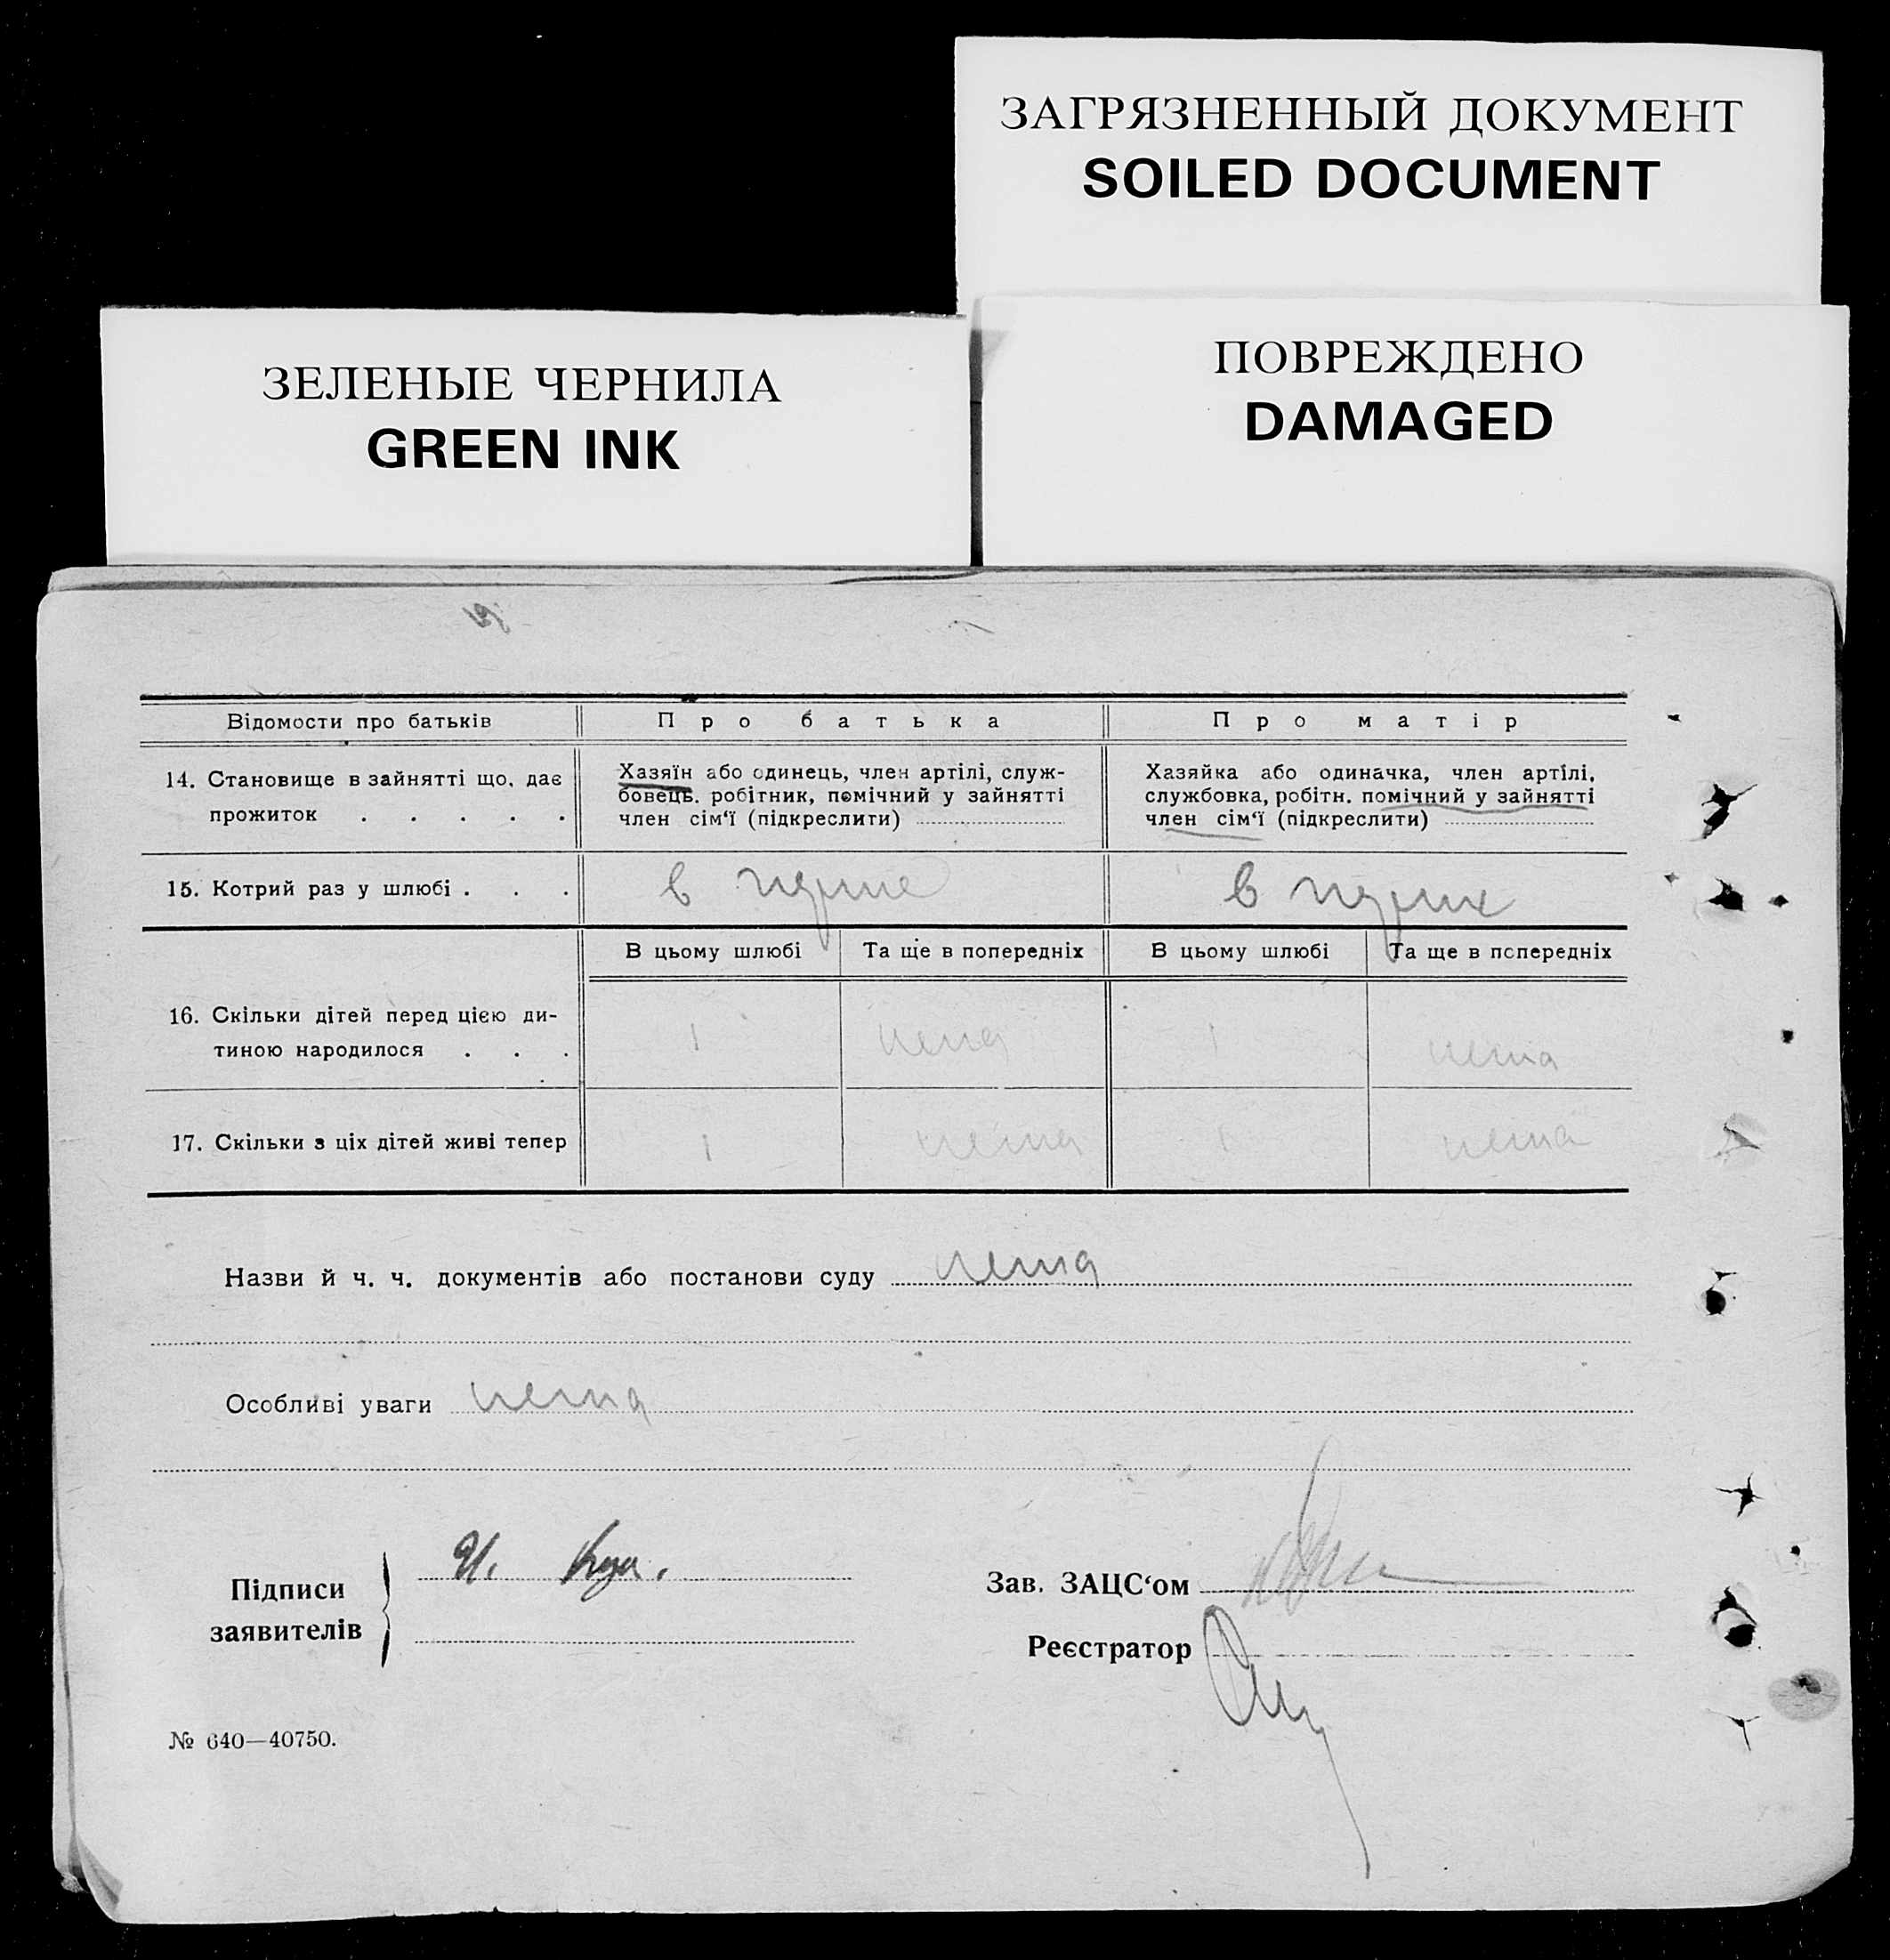 ЗАГРЯЗНЕННЫЙ ДОКУМЕНТ
SOILED DOCUMENT
ЗЕЛЕНЫЕ ЧЕРНИЛА
GREEN INK
ПОВРЕЖДЕНО
DAMAGED
Відомости про батьків
Про батька
Про матір
14. Становище в зайнятті що, дає
прожиток . . . . .
Хазяїн або одинець, член артілі, служ-
бовець. робітник, помічний у зайнятті
член сім‘ї (підкреслити)
Хазяйка або одиначка, член артілі,
службовка, робітн. помічний у зайнятті
член сім‘ї (підкреслити)
15. Котрий раз у шлюбі . . .
в перше
в перше
В цьому шлюбі
Та ще в попередніх
В цьому шлюбі
Та ще в попередніх
16. Скільки дітей перед цією ди-
тиною народилося . . .
1
нема
1
нема
17. Скільки з ціх дітей живі тепер
1
нема
1
нема
Назви й ч. ч. документів або постанови суду нема
Особливі уваги нема
Підписи
заявителів
Зав. ЗАЦС‘ом
Реєстратор
№ 640—40750.